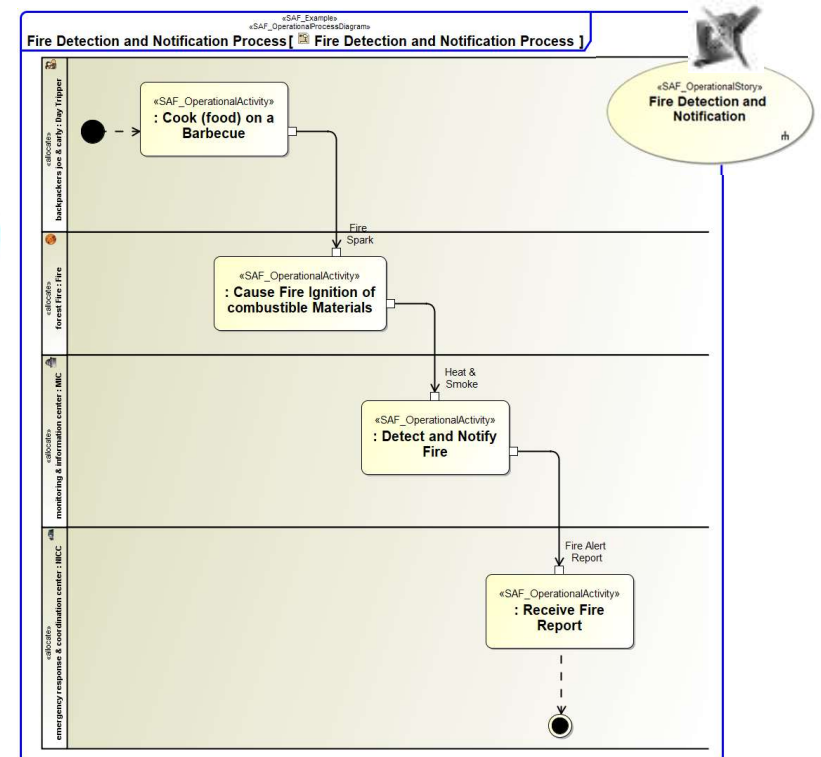 «SAF_Example»
«SAF_OperationalProcessDiagram»
Fire Detection and Notification Process[ Fire Detection and Notification Process ]
«SAF_OperationalStory»
Fire Detection and
Notification
«allocate»
backpackers joe & carly : Day Tripper
«SAF_OperationalActivity»
: Cook (food) on a
Barbecue
Fire
Spark
«allocate»
forest Fire : Fire
«SAF_OperationalActivity»
: Cause Fire Ignition of
combustible Materials
Heat &
Smoke
«allocate»
monitoring & information center : MIC
«SAF_OperationalActivity»
: Detect and Notify
Fire
Fire Alert
Report
«allocate»
emergency response & coordination center : NICC
«SAF_OperationalActivity»
: Receive Fire
Report